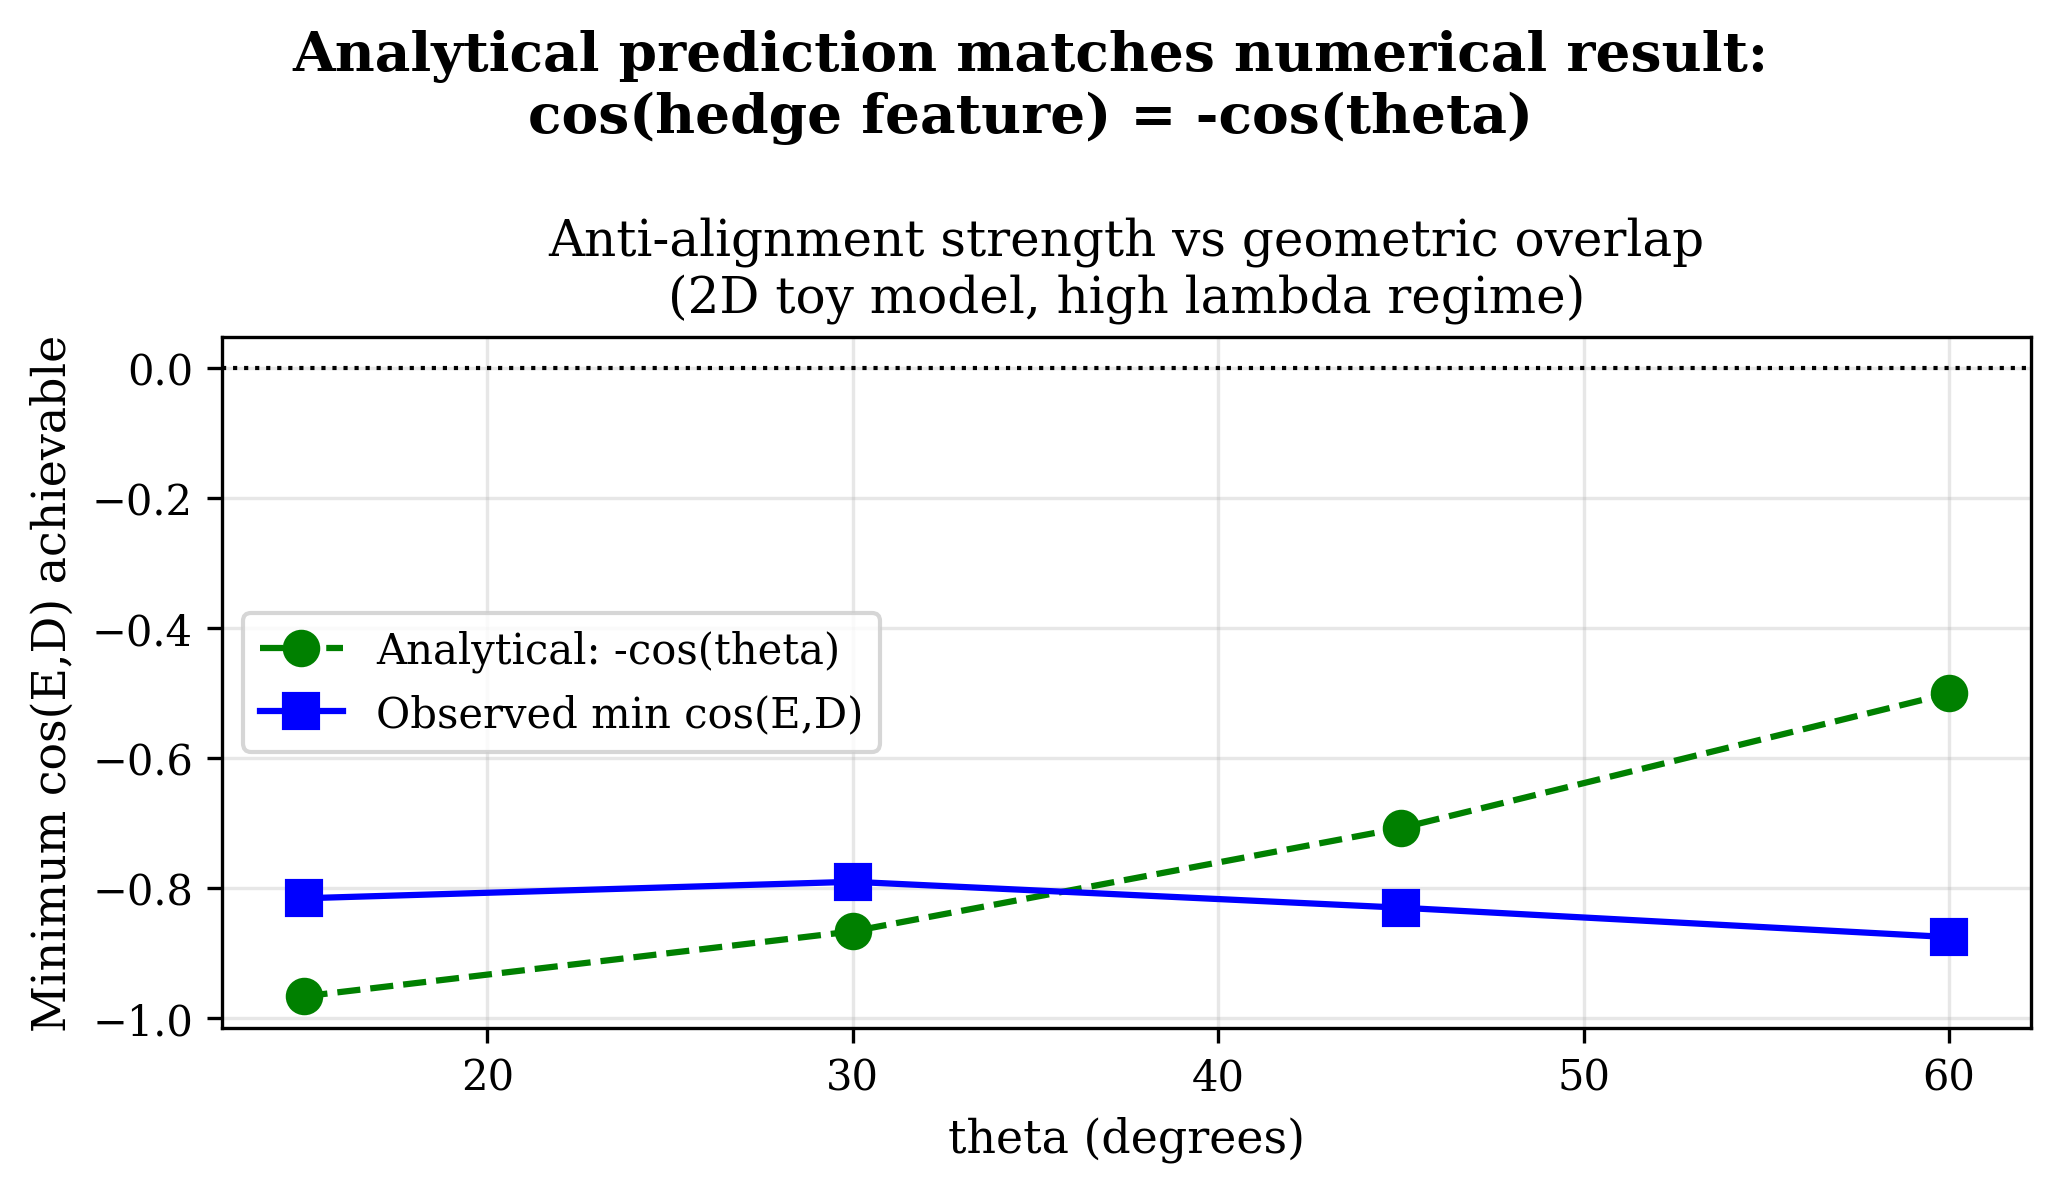 Analytical prediction matches numerical result:
cos(hedge feature) = -cos(theta)
Anti-alignment strength vs geometric overlap
(2D toy model, high lambda regime)
Minimum cos(E,D) achievable
0.0
−0.2
−0.4
−0.6
−0.8
−1.0
Analytical: -cos(theta)
Observed min cos(E,D)
20
30
40
50
60
theta (degrees)